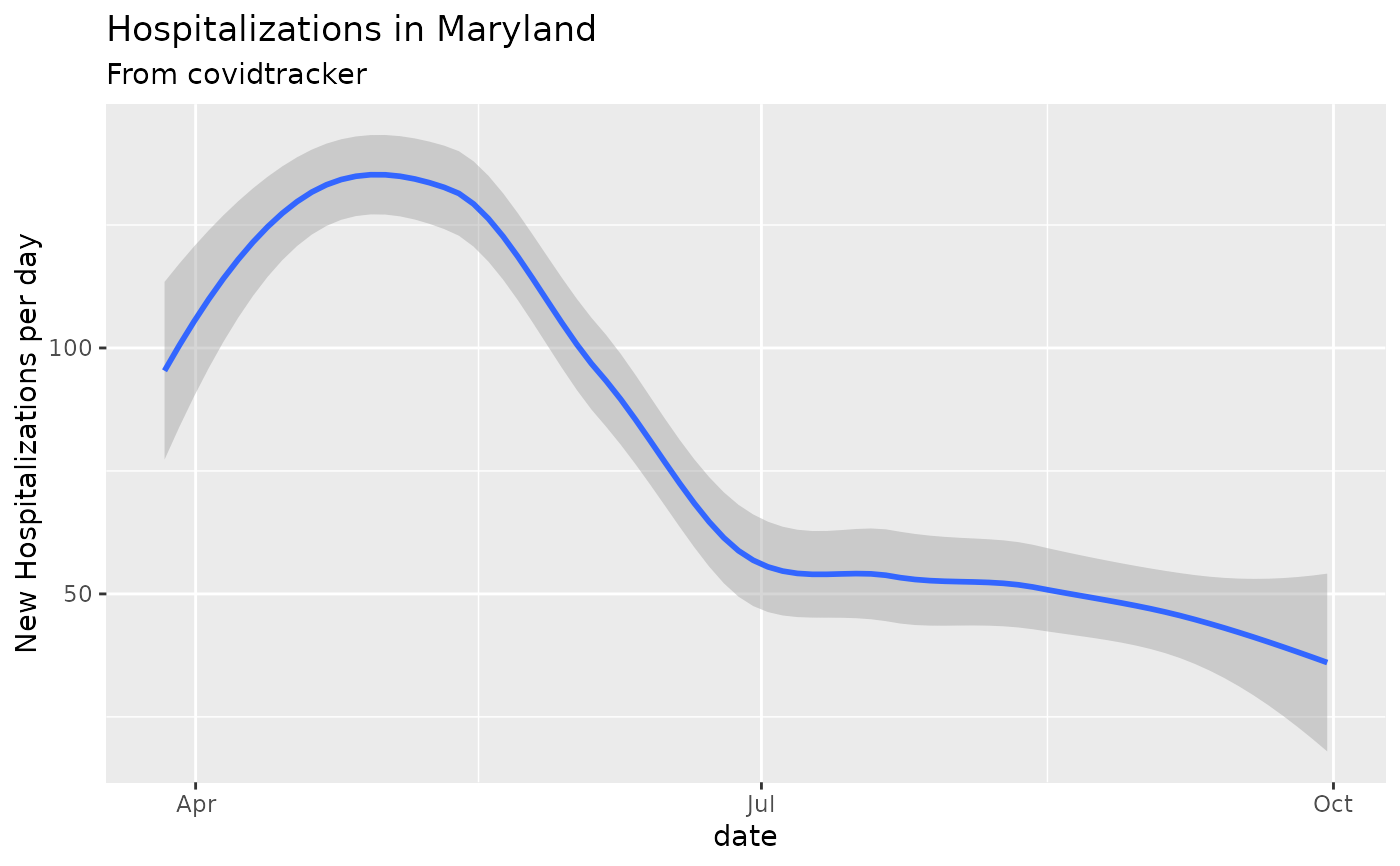 Hospitalizations in Maryland
From covidtracker
New Hospitalizations per day
100
50
Apr
Jul
Oct
date